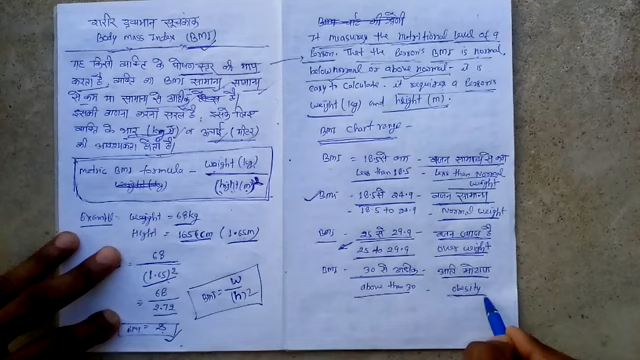 शरीर द्रव्यमान सूचनांक
Body mass Index (BMI)
यह किसी व्यक्ति के पोषण स्तर को माप
करता है, व्यक्ति का BMI सामान्य, सामान्य
से कम या सामान्य से अधिक है
इसकी गणना करना सरल है, इसके लिए
व्यक्ति के भार (kg में) व ऊंचाई (मीटर)
की आवश्यकता होती है।
Metric BMI formula - weight (kg)
(hight)(m)2
Example- weight = 68kg
Hight = 165cm (1.65m)
= 68
(1.65)2
= 68
2.72
BMI = 25
BMI = W
(h)2
It measures the nutritional level of a
Person. That the Person's BMI is normal,
below normal or above normal - it is
easy to calculate. it requires a Person's
weight (kg) and height (m).
BMI chart range -
BMI = 18.5 से कम - वजन सामान्य से कम
Less than 18.5 - Less than Normal
weight
BMI - 18.5 से 24.9 - वजन सामान्य
- 18.5 to 24.9 - Normal weight
BMI - 25 से 29.9 - वजन ज्यादा है
25 to 29.9 - over weight
BMI - 30 से अधिक - अति मोटापा
above than 30 - obesity